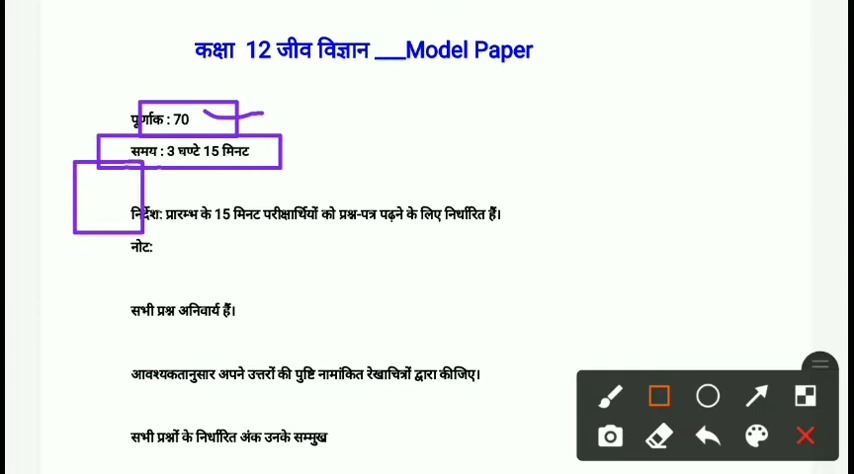 कक्षा 12 जीव विज्ञान ___Model Paper
पूर्णांक : 70
समय : 3 घण्टे 15 मिनट
निर्देश: प्रारम्भ के 15 मिनट परीक्षार्थियों को प्रश्न-पत्र पढ़ने के लिए निर्धारित हैं।
नोट:
सभी प्रश्न अनिवार्य हैं।
आवश्यकतानुसार अपने उत्तरों की पुष्टि नामांकित रेखाचित्रों द्वारा कीजिए।
सभी प्रश्नों के निर्धारित अंक उनके सम्मुख